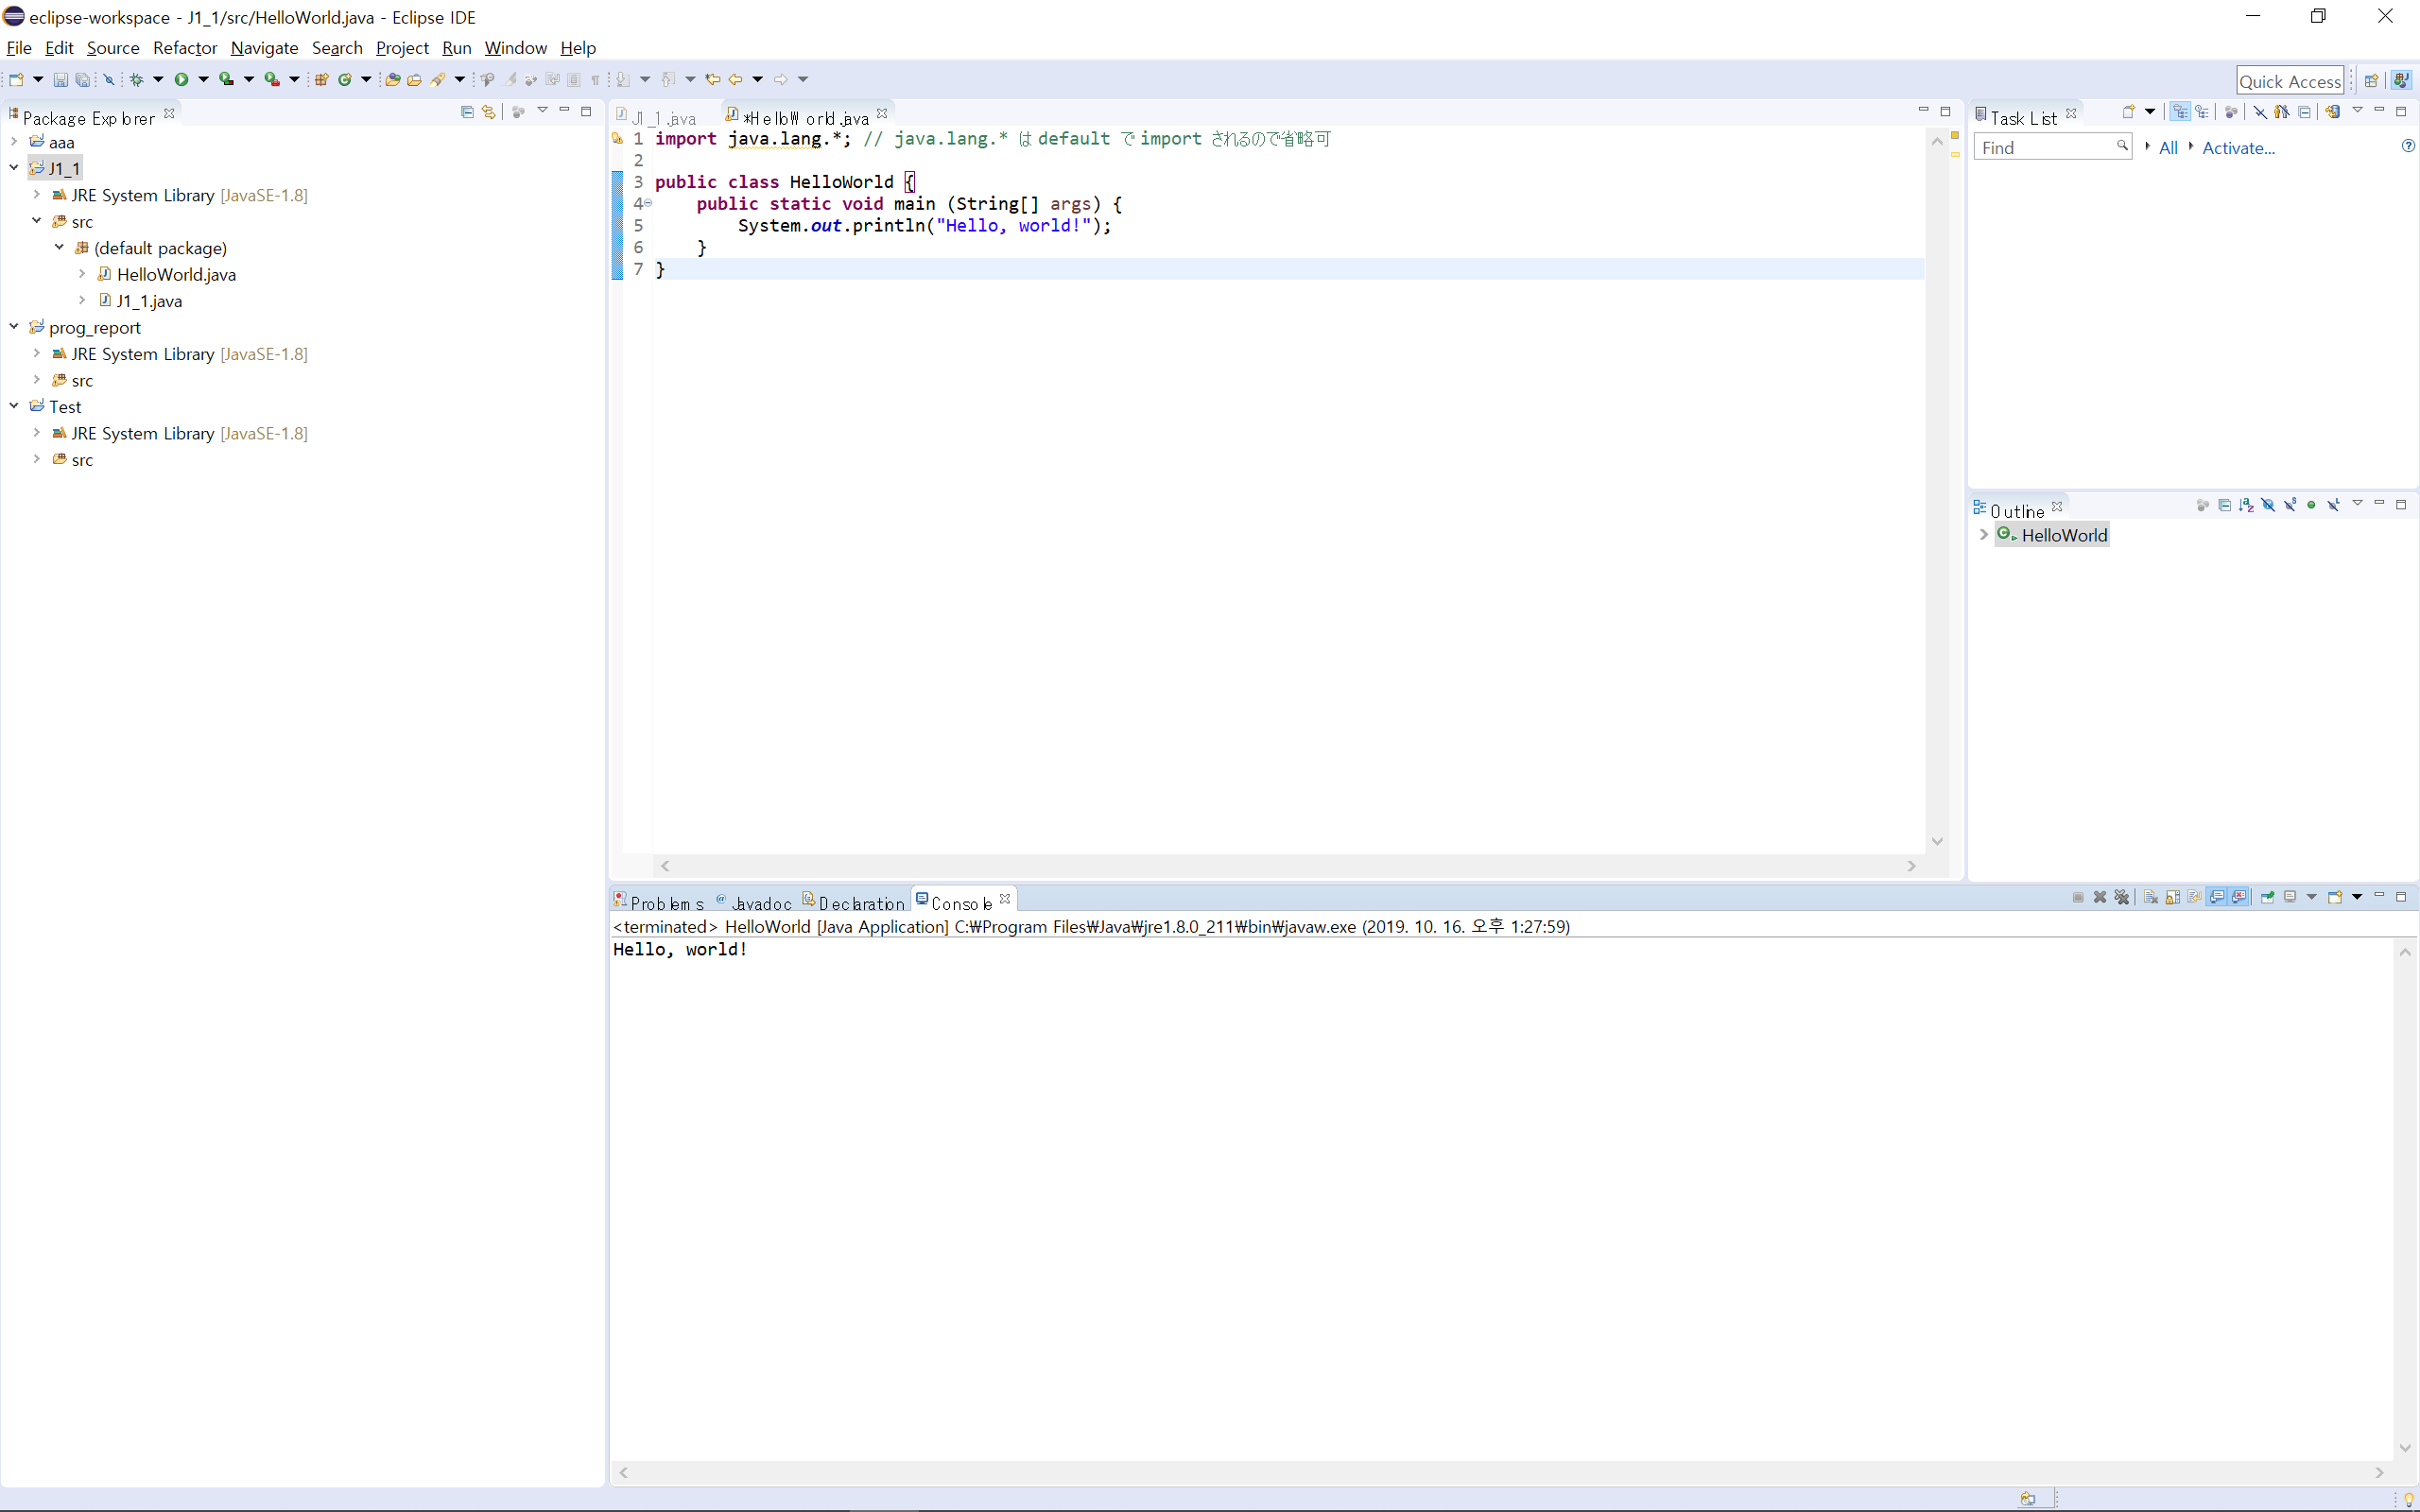 eclipse-workspace - J1_1/src/HelloWorld.java - Eclipse IDE
File Edit Source Refactor Navigate Search Project Run Window Help
Quick Access
Package Explorer
aaa
J1_1
JRE System Library [JavaSE-1.8]
src
(default package)
HelloWorld.java
J1_1.java
prog_report
JRE System Library [JavaSE-1.8]
src
Test
JRE System Library [JavaSE-1.8]
src
J1_1.java *HelloWorld.java
1 import java.lang.*; // java.lang.* は default で import されるので省略可
2
3 public class HelloWorld {
4 public static void main (String[] args) {
5 System.out.println("Hello, world!");
6 }
7 }
Task List
Find All Activate...
Outline
HelloWorld
Problems @ Javadoc Declaration Console
<terminated> HelloWorld [Java Application] C:₩Program Files₩Java₩jre1.8.0_211₩bin₩javaw.exe (2019. 10. 16. 오후 1:27:59)
Hello, world!